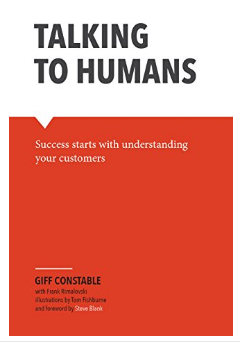 TALKING
TO HUMANS
Success starts with understanding
your customers
GIFF CONSTABLE
with Frank Rimalovski
illustrations by Tom Fishburne
and foreword by Steve Blank